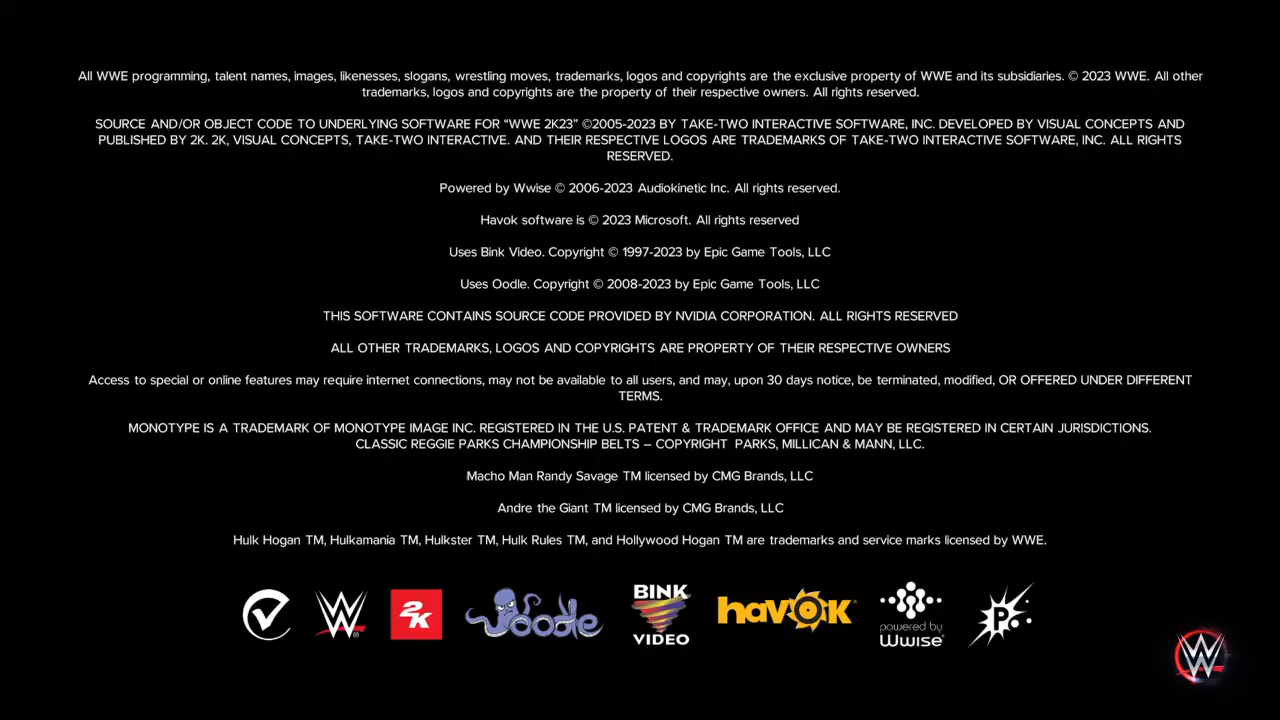 All WWE programming, talent names, images, likenesses, slogans, wrestling moves, trademarks, logos and copyrights are the exclusive property of WWE and its subsidiaries. © 2023 WWE. All other
trademarks, logos and copyrights are the property of their respective owners. All rights reserved.
SOURCE AND/OR OBJECT CODE TO UNDERLYING SOFTWARE FOR “WWE 2K23” ©2005-2023 BY TAKE-TWO INTERACTIVE SOFTWARE, INC. DEVELOPED BY VISUAL CONCEPTS AND
PUBLISHED BY 2K. 2K, VISUAL CONCEPTS, TAKE-TWO INTERACTIVE. AND THEIR RESPECTIVE LOGOS ARE TRADEMARKS OF TAKE-TWO INTERACTIVE SOFTWARE, INC. ALL RIGHTS
RESERVED.
Powered by Wwise © 2006-2023 Audiokinetic Inc. All rights reserved.
Havok software is © 2023 Microsoft. All rights reserved
Uses Bink Video. Copyright © 1997-2023 by Epic Game Tools, LLC
Uses Oodle. Copyright © 2008-2023 by Epic Game Tools, LLC
THIS SOFTWARE CONTAINS SOURCE CODE PROVIDED BY NVIDIA CORPORATION. ALL RIGHTS RESERVED
ALL OTHER TRADEMARKS, LOGOS AND COPYRIGHTS ARE PROPERTY OF THEIR RESPECTIVE OWNERS
Access to special or online features may require internet connections, may not be available to all users, and may, upon 30 days notice, be terminated, modified, OR OFFERED UNDER DIFFERENT
TERMS.
MONOTYPE IS A TRADEMARK OF MONOTYPE IMAGE INC. REGISTERED IN THE U.S. PATENT & TRADEMARK OFFICE AND MAY BE REGISTERED IN CERTAIN JURISDICTIONS.
CLASSIC REGGIE PARKS CHAMPIONSHIP BELTS – COPYRIGHT PARKS, MILLICAN & MANN, LLC.
Macho Man Randy Savage TM licensed by CMG Brands, LLC
Andre the Giant TM licensed by CMG Brands, LLC
Hulk Hogan TM, Hulkamania TM, Hulkster TM, Hulk Rules TM, and Hollywood Hogan TM are trademarks and service marks licensed by WWE.
W ® 2K oodle BINK VIDEO havok ® powered by Wwise P
W